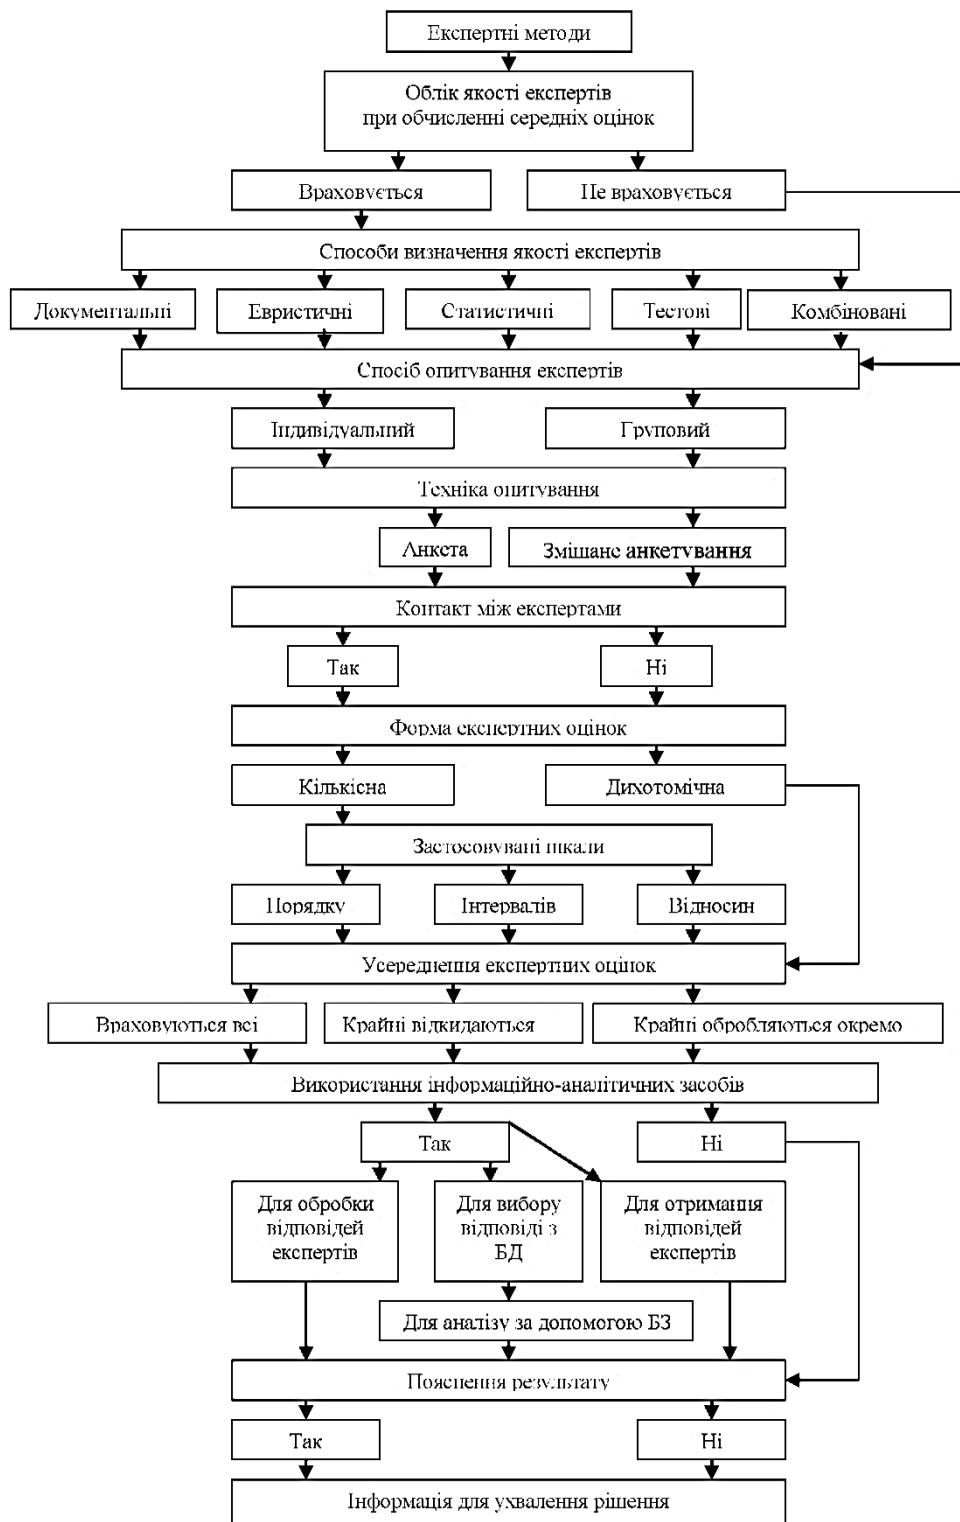 Експертні методи
Облік якості експертів
при обчисленні середніх оцінок
Враховується
Не враховується
Способи визначення якості експертів
Документальні
Евристичні
Статистичні
Тестові
Комбіновані
Спосіб опитування експертів
Індивідуальний
Груповий
Техніка опитування
Анкета
Змішане анкетування
Контакт між експертами
Так
Ні
Форма експертних оцінок
Кількісна
Дихотомічна
Застосовувані шкали
Порядку
Інтервалів
Відносин
Усереднення експертних оцінок
Враховуються всі
Крайні відкидаються
Крайні обробляються окремо
Використання інформаційно-аналітичних засобів
Так
Ні
Для обробки
відповідей
експертів
Для вибору
відповіді з
БД
Для отримання
відповідей
експертів
Для аналізу за допомогою БЗ
Пояснення результату
Так
Ні
Інформація для ухвалення рішення